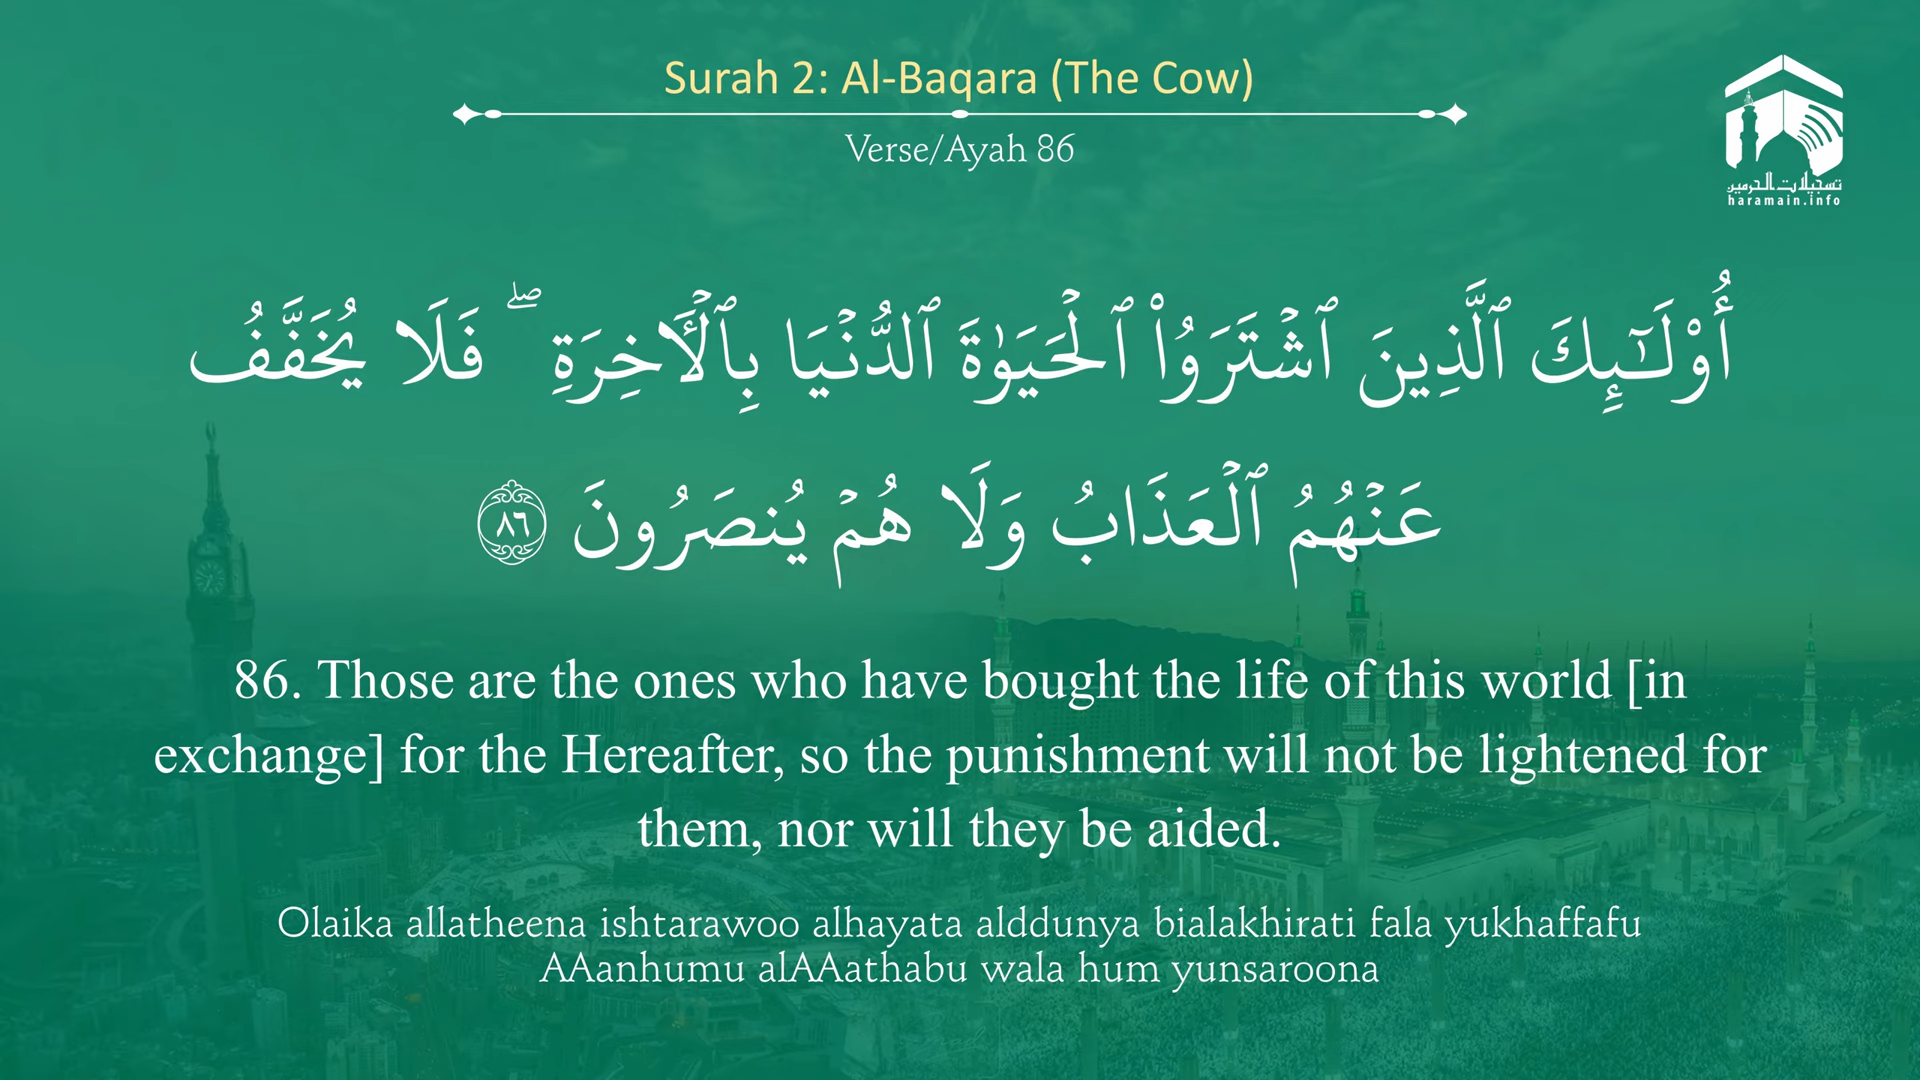 Surah 2: Al-Baqara (The Cow)
Verse/Ayah 86
تسجيلات الحرمين
haramain.info
أُو۟لَـٰٓئِكَ ٱلَّذِينَ ٱشْتَرَوُا۟ ٱلْحَيَوٰةَ ٱلدُّنْيَا بِٱلْـَٔاخِرَةِ ۖ فَلَا يُخَفَّفُ
عَنْهُمُ ٱلْعَذَابُ وَلَا هُمْ يُنصَرُونَ ٨٦
86. Those are the ones who have bought the life of this world [in
exchange] for the Hereafter, so the punishment will not be lightened for
them, nor will they be aided.
Olaika allatheena ishtarawoo alhayata alddunya bialakhirati fala yukhaffafu
AAanhumu alAAathabu wala hum yunsaroona